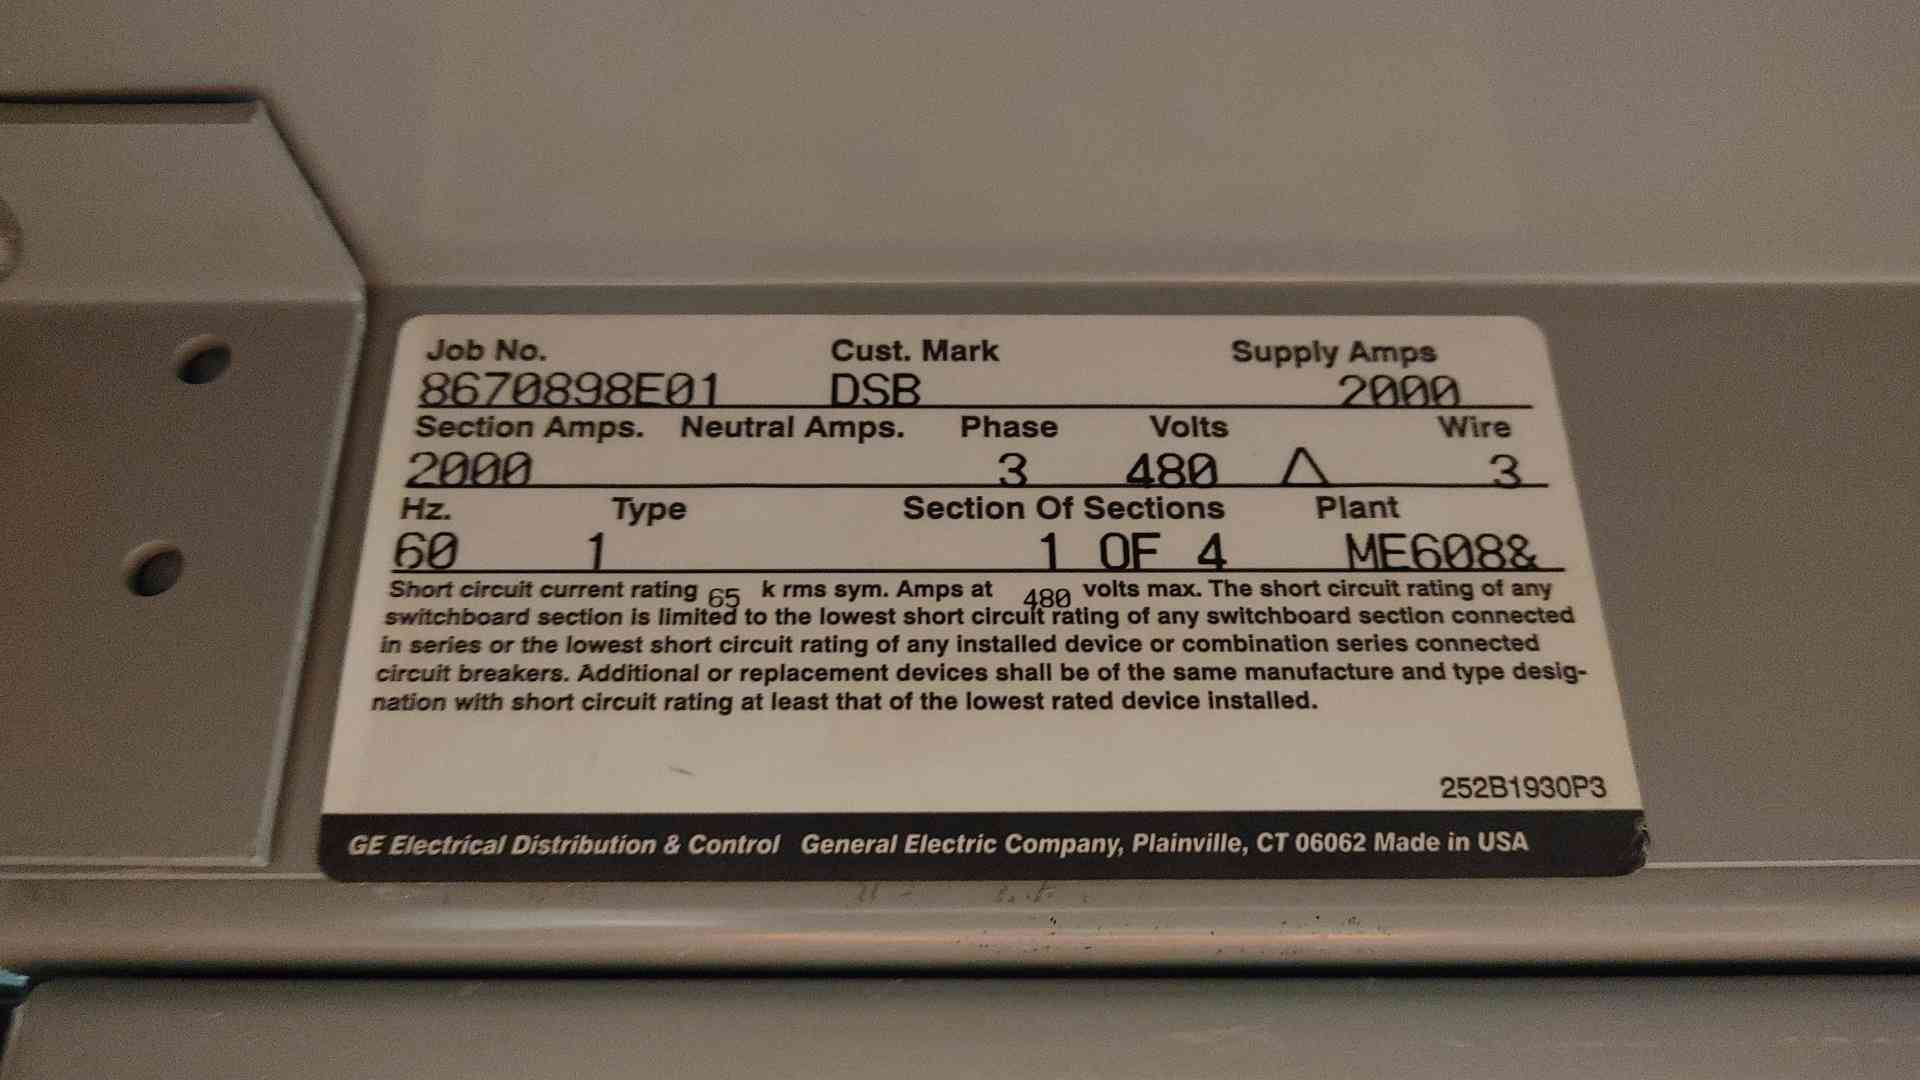 Job No. Cust. Mark Supply Amps
8670898E01 DSB 2000
Section Amps. Neutral Amps. Phase Volts Wire
2000 3 480 △ 3
Hz. Type Section Of Sections Plant
60 1 1 OF 4 ME608&
Short circuit current rating 65 k rms sym. Amps at 480 volts max. The short circuit rating of any
switchboard section is limited to the lowest short circuit rating of any switchboard section connected
in series or the lowest short circuit rating of any installed device or combination series connected
circuit breakers. Additional or replacement devices shall be of the same manufacture and type desig-
nation with short circuit rating at least that of the lowest rated device installed.
252B1930P3
GE Electrical Distribution & Control General Electric Company, Plainville, CT 06062 Made in USA